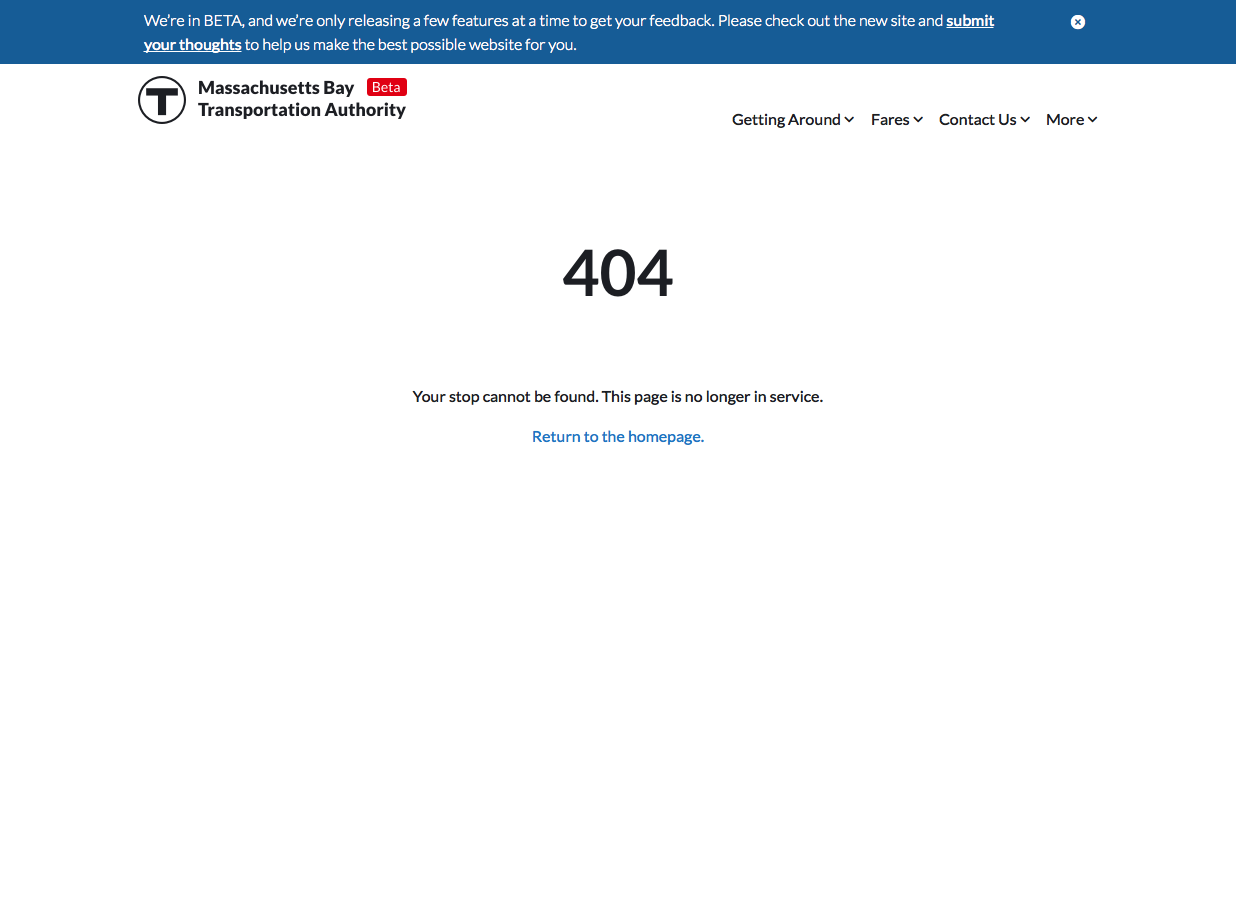 We're in BETA, and we're only releasing a few features at a time to get your feedback. Please check out the new site and submit
your thoughts to help us make the best possible website for you.
T
Massachusetts Bay Beta
Transportation Authority
Getting Around Fares Contact Us More
404
Your stop cannot be found. This page is no longer in service.
Return to the homepage.